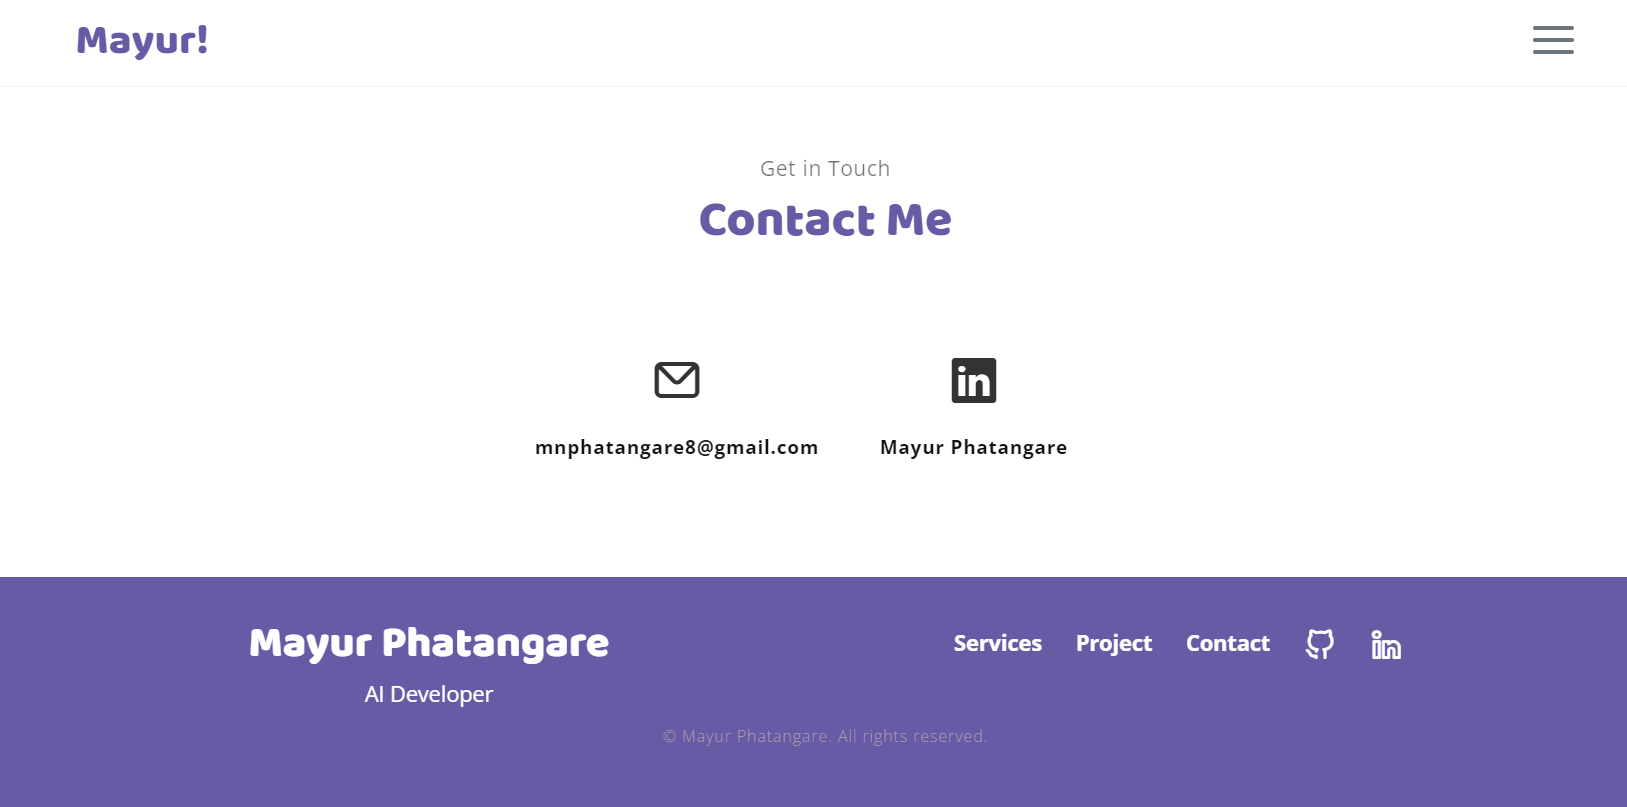 Mayur!
Get in Touch
Contact Me
mnphatangare8@gmail.com
Mayur Phatangare
Mayur Phatangare
AI Developer
Services Project Contact
© Mayur Phatangare. All rights reserved.